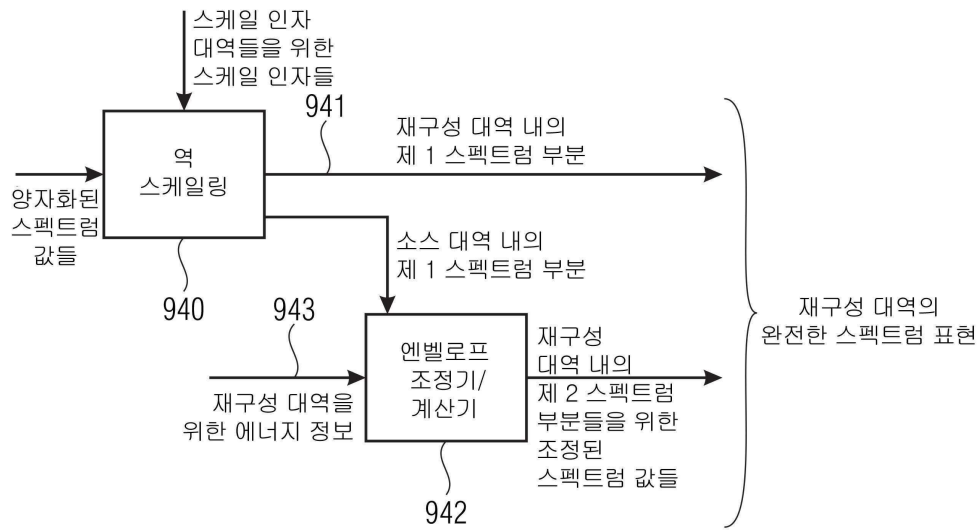 스케일 인자
대역들을 위한
스케일 인자들
941
재구성 대역 내의
제 1 스펙트럼 부분
역
스케일링
양자화된
스펙트럼
값들
소스 대역 내의
제 1 스펙트럼 부분
940
943
재구성 대역의
완전한 스펙트럼 표현
엔벨로프
조정기/
계산기
재구성
대역 내의
제 2 스펙트럼
부분들을 위한
조정된
스펙트럼 값들
재구성 대역을
위한 에너지 정보
942